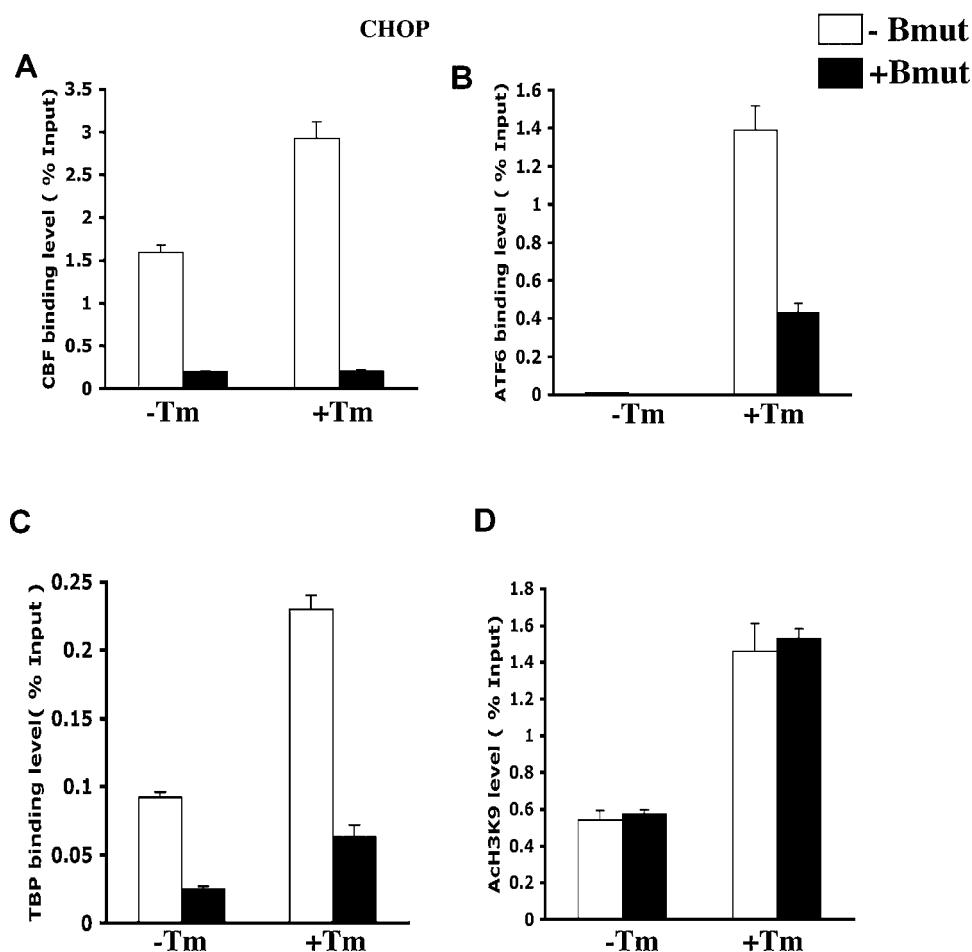 CHOP
- Bmut
+Bmut
A
CBF binding level ( % Input)
3.5
3
2.5
2
1.5
1
0.5
0
-Tm +Tm
B
ATF6 binding level ( % Input)
1.6
1.4
1.2
1
0.8
0.6
0.4
0.2
0
-Tm +Tm
C
TBP binding level( % Input )
0.25
0.2
0.15
0.1
0.05
0
-Tm +Tm
D
AcH3K9 level ( % Input)
1.8
1.6
1.4
1.2
1
0.8
0.6
0.4
0.2
0
-Tm +Tm